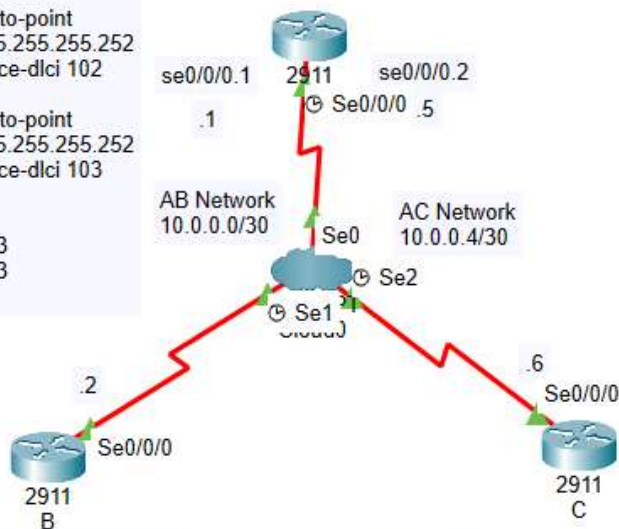 to-point
5.255.255.252
ce-dlci 102
to-point
5.255.255.252
ce-dlci 103
3
3
se0/0/0.1
2911
se0/0/0.2
Se0/0/0
.1
.5
AB Network
10.0.0.0/30
AC Network
10.0.0.4/30
Se0
Se2
Se1
.2
.6
Se0/0/0
Se0/0/0
2911
B
2911
C